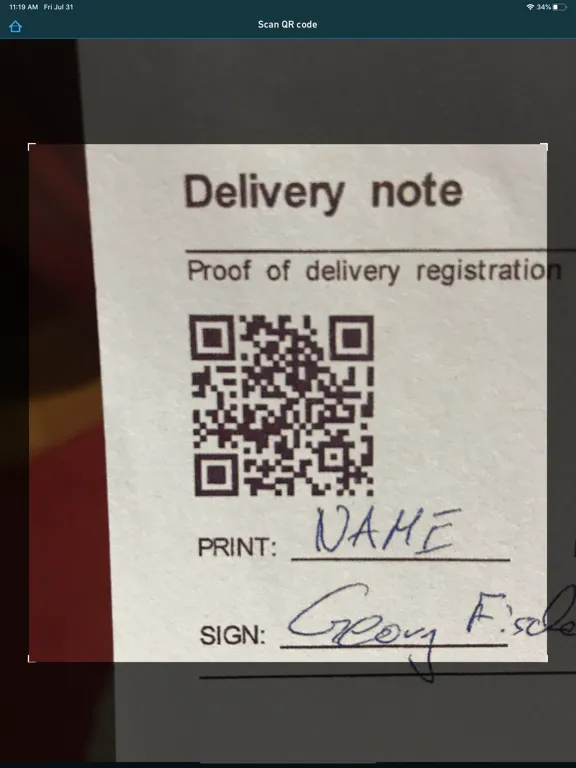 11:19 AM Fri Jul 31 34%
Scan QR code
Delivery note
Proof of delivery registration
PRINT: NAME
SIGN: Georg